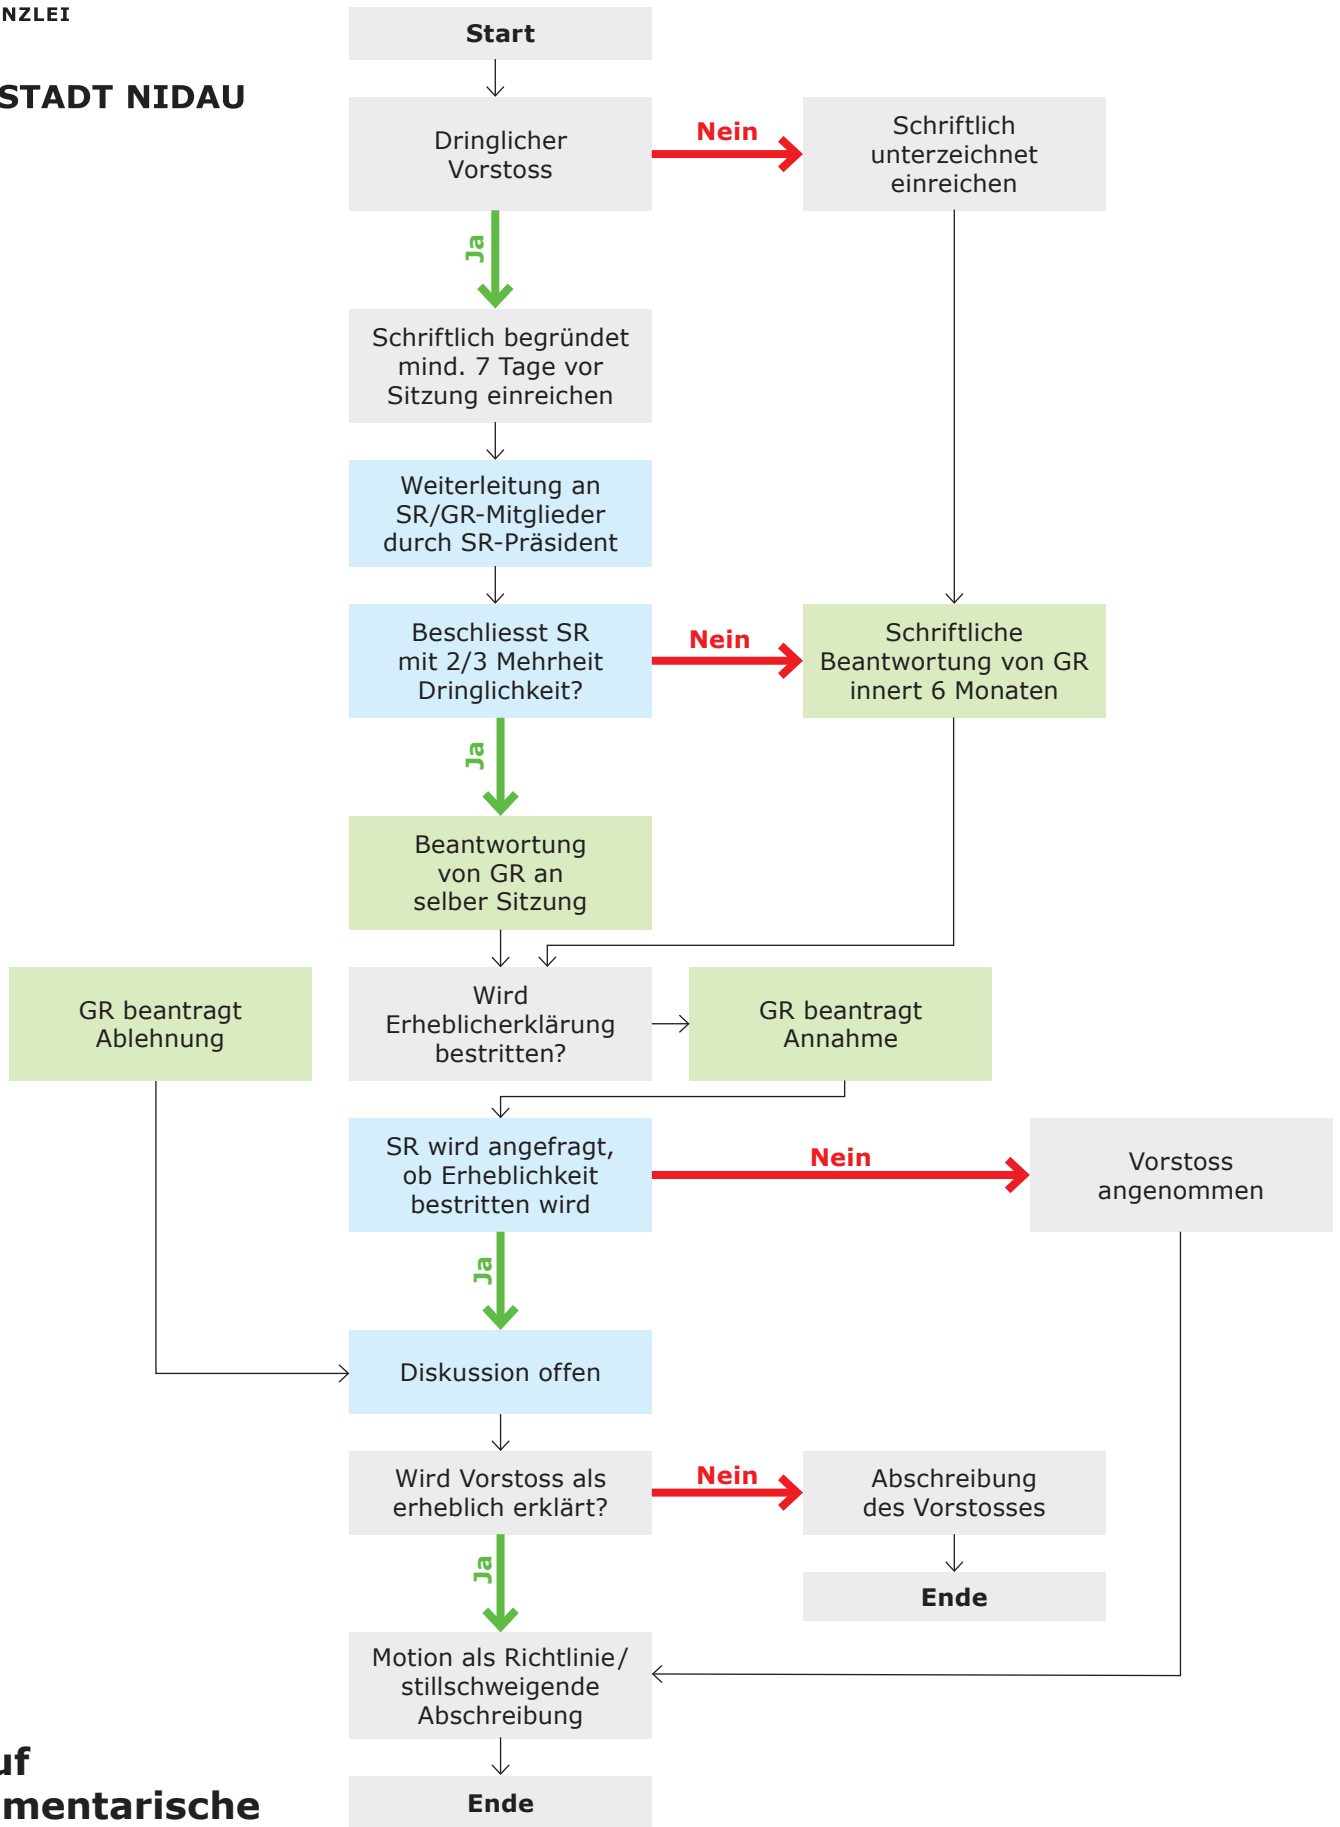 NZLEI
STADT NIDAU
Start
Dringlicher
Vorstoss
Nein
Schriftlich
unterzeichnet
einreichen
Ja
Schriftlich begründet
mind. 7 Tage vor
Sitzung einreichen
Weiterleitung an
SR/GR-Mitglieder
durch SR-Präsident
Beschliesst SR
mit 2/3 Mehrheit
Dringlichkeit?
Nein
Schriftliche
Beantwortung von GR
innert 6 Monaten
Ja
Beantwortung
von GR an
selber Sitzung
GR beantragt
Ablehnung
Wird
Erheblicherklärung
bestritten?
GR beantragt
Annahme
SR wird angefragt,
ob Erheblichkeit
bestritten wird
Nein
Vorstoss
angenommen
Ja
Diskussion offen
Wird Vorstoss als
erheblich erklärt?
Nein
Abschreibung
des Vorstosses
Ende
Ja
Motion als Richtlinie/
stillschweigende
Abschreibung
Ende
uf
mentarische